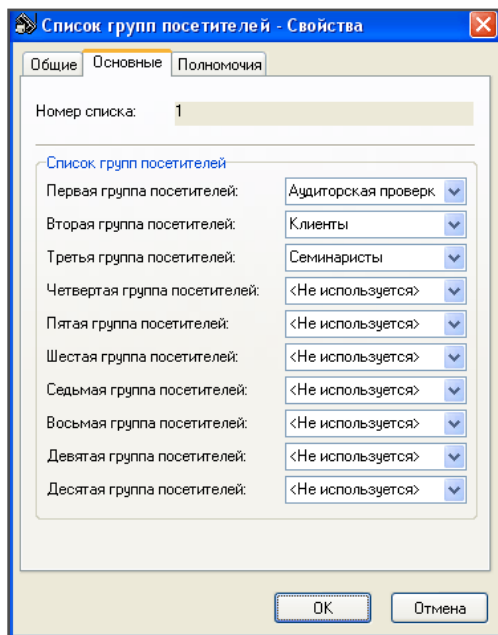 Список групп посетителей - Свойства
Общие Основные Полномочия
Номер списка: 1
Список групп посетителей
Первая группа посетителей: Аудиторская проверк
Вторая группа посетителей: Клиенты
Третья группа посетителей: Семинаристы
Четвертая группа посетителей: <Не используется>
Пятая группа посетителей: <Не используется>
Шестая группа посетителей: <Не используется>
Седьмая группа посетителей: <Не используется>
Восьмая группа посетителей: <Не используется>
Девятая группа посетителей: <Не используется>
Десятая группа посетителей: <Не используется>
OK Отмена